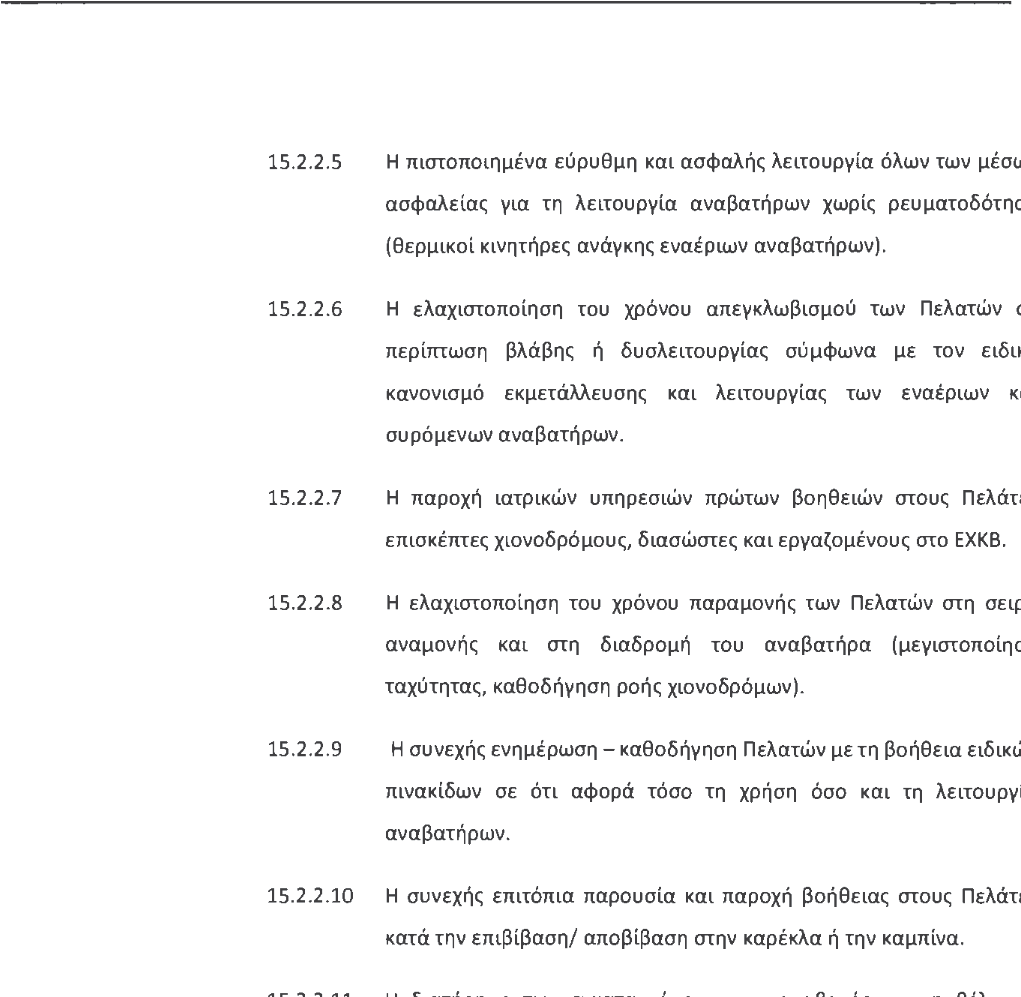 15.2.2.5 Η πιστοποιημένα εύρυθμη και ασφαλής λειτουργία όλων των
ασφαλείας για τη λειτουργία αναβατήρων χωρίς
(θερμικοί κινητήρες ανάγκης εναέριων αναβατήρων).
15.2.2.6 Η ελαχιστοποίηση του χρόνου απεγκλωβισμού των Πελατών
περίπτωση βλάβης ή δυσλειτουργίας σύμφωνα με τον
κανονισμό εκμετάλλευσης και λειτουργίας των εναέριων
συρόμενων αναβατήρων.
15.2.2.7 Η παροχή ιατρικών υπηρεσιών πρώτων βοηθειών στους
επισκέπτες χιονοδρόμους, διασώστες και εργαζομένους στο ΕΧΚΒ.
15.2.2.8 Η ελαχιστοποίηση του χρόνου παραμονής των Πελατών στη
αναμονής και στη διαδρομή του αναβατήρα
ταχύτητας, καθοδήγηση ροής χιονοδρόμων).
15.2.2.9 Η συνεχής ενημέρωση – καθοδήγηση Πελατών με τη βοήθεια
πινακίδων σε ότι αφορά τόσο τη χρήση όσο και τη
αναβατήρων.
15.2.2.10 Η συνεχής επιτόπια παρουσία και παροχή βοήθειας στους
κατά την επιβίβαση/ αποβίβαση στην καρέκλα ή την καμπίνα.